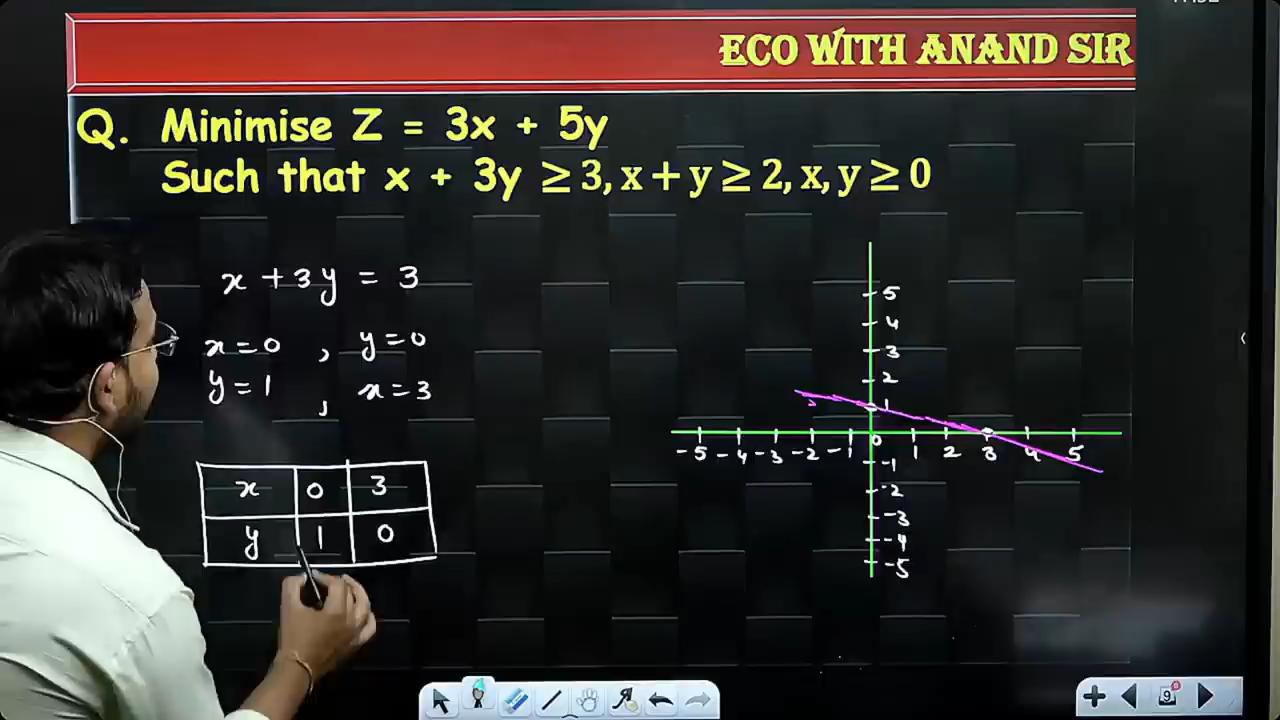 ECO WITH ANAND SIR
Q. Minimise Z = 3x + 5y
Such that x + 3y ≥ 3, x + y ≥ 2, x, y ≥ 0
x + 3y = 3
x = 0 , y = 0
y = 1 , x = 3
x 0 3
y 1 0
5
4
3
2
1
-5 -4 -3 -2 -1 0 1 2 3 4 5
-1
-2
-3
-4
-5
9